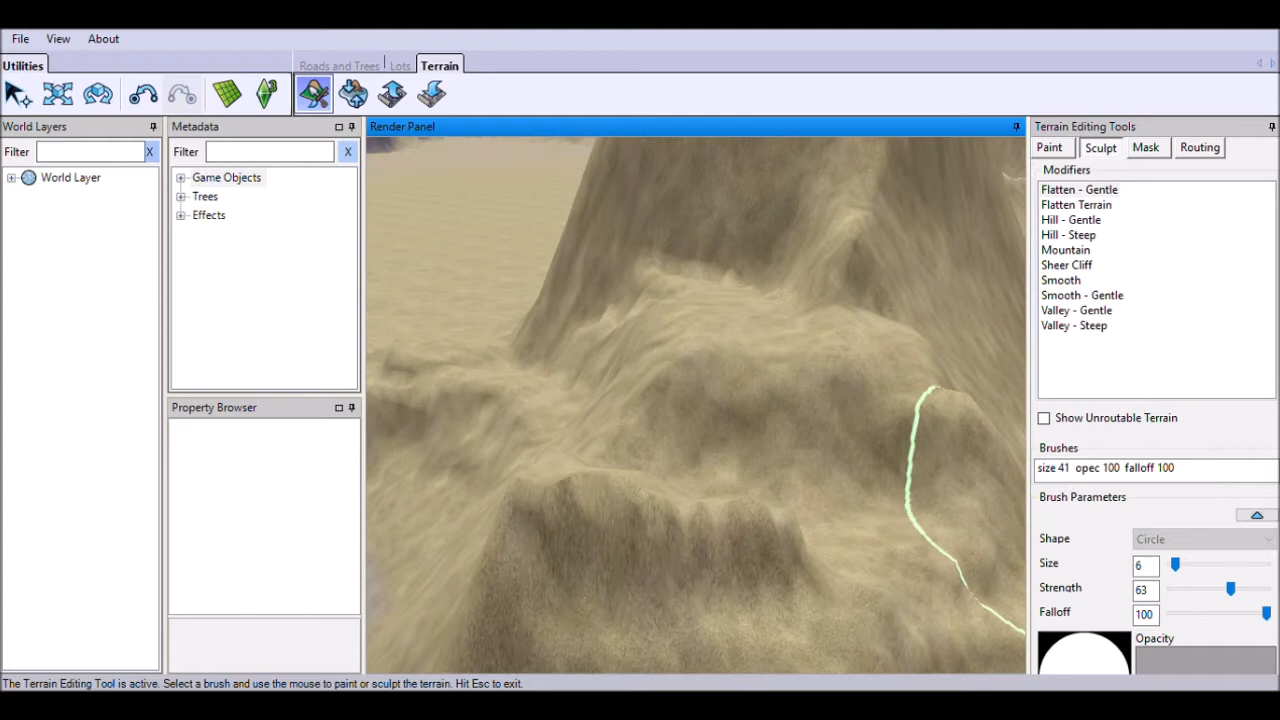 File View About
Utilities
Roads and Trees Lots Terrain
World Layers
Filter X
World Layer
Metadata
Filter X
Game Objects
Trees
Effects
Property Browser
Render Panel
Terrain Editing Tools
Paint Sculpt Mask Routing
Modifiers
Flatten - Gentle
Flatten Terrain
Hill - Gentle
Hill - Steep
Mountain
Sheer Cliff
Smooth
Smooth - Gentle
Valley - Gentle
Valley - Steep
Show Unroutable Terrain
Brushes
size 41 opec 100 falloff 100
Brush Parameters
Shape Circle
Size 6
Strength 63
Falloff 100
Opacity
The Terrain Editing Tool is active. Select a brush and use the mouse to paint or sculpt the terrain. Hit Esc to exit.